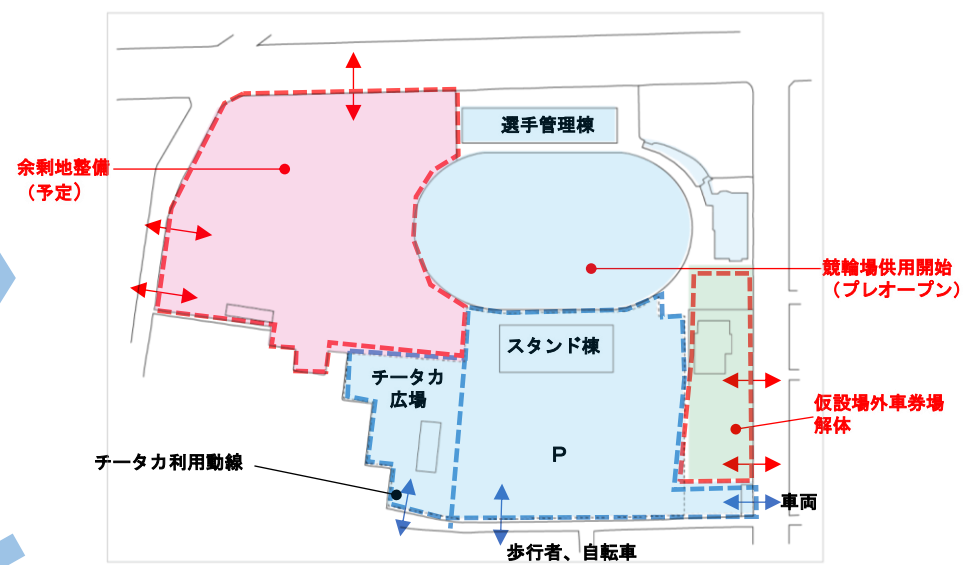 選手管理棟
余剰地整備
（予定）
競輪場供用開始
（プレオープン）
スタンド棟
チータカ
広場
仮設場外車券場
解体
P
チータカ利用動線
車両
歩行者、自転車